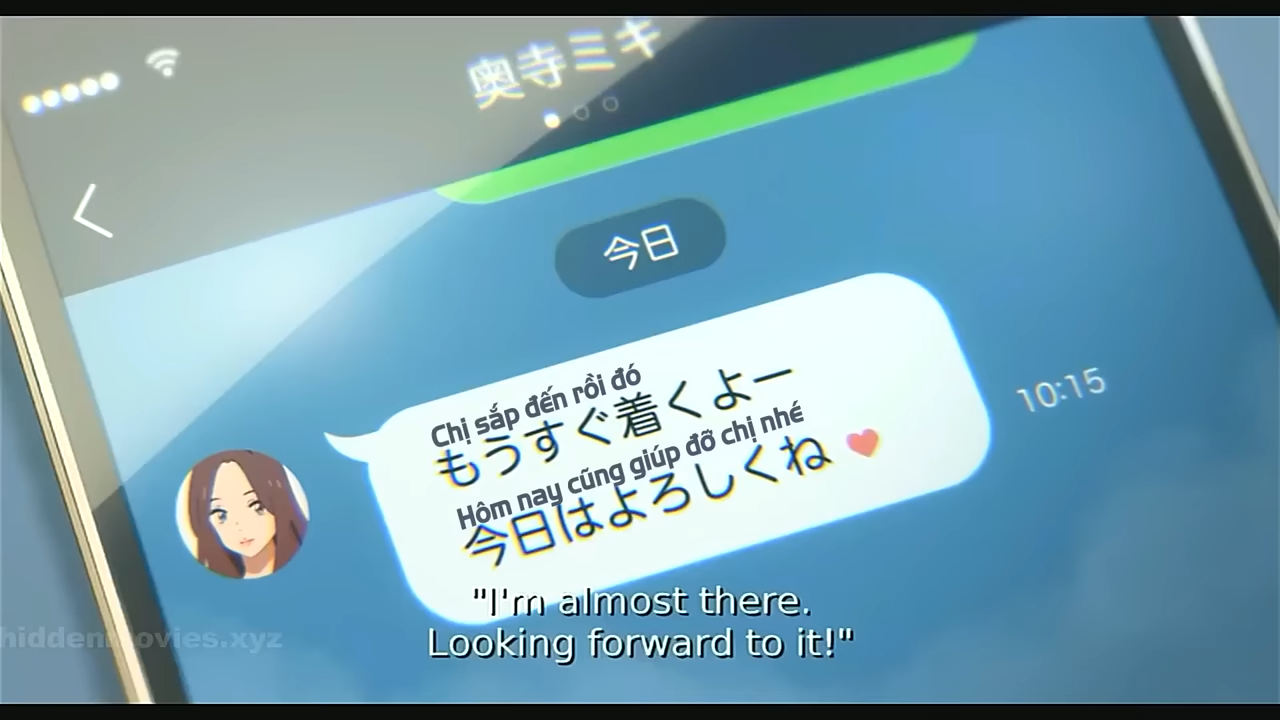 奥寺ミキ
今日
Chị sắp đến rồi đó
もうすぐ着くよー
Hôm nay cũng giúp đỡ chị nhé
今日はよろしくね
10:15
"I'm almost there.
Looking forward to it!"
hiddenmovies.xyz